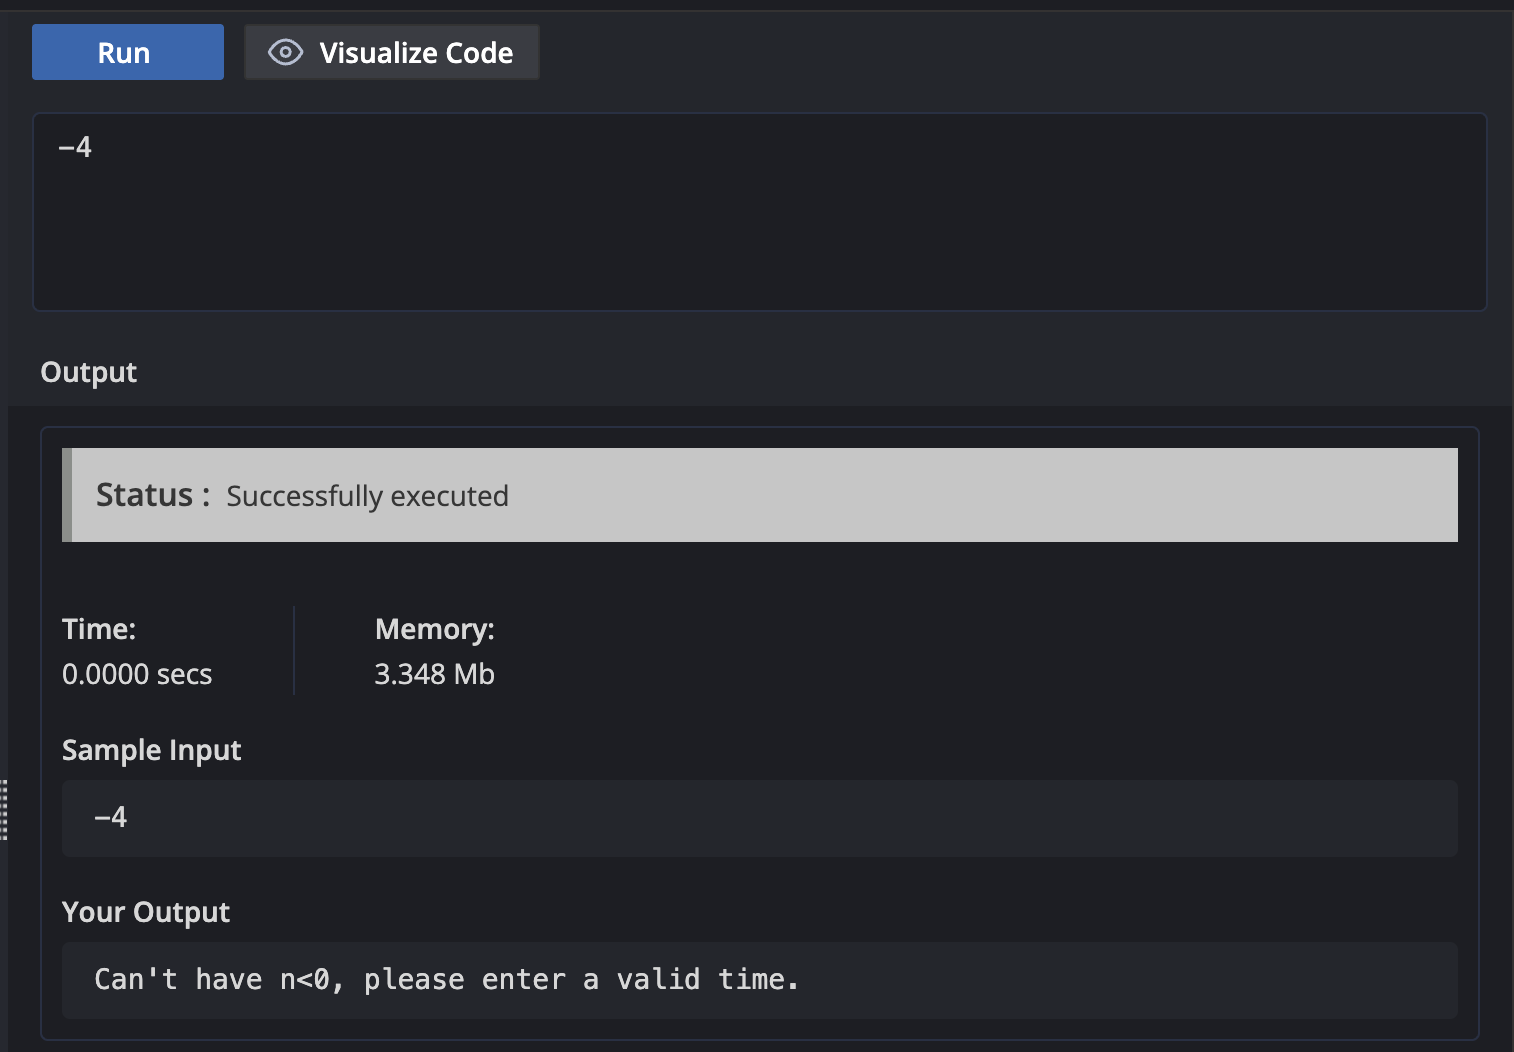 Run
Visualize Code
–4
Output
Status : Successfully executed
Time:
0.0000 secs
Memory:
3.348 Mb
Sample Input
–4
Your Output
Can't have n<0, please enter a valid time.